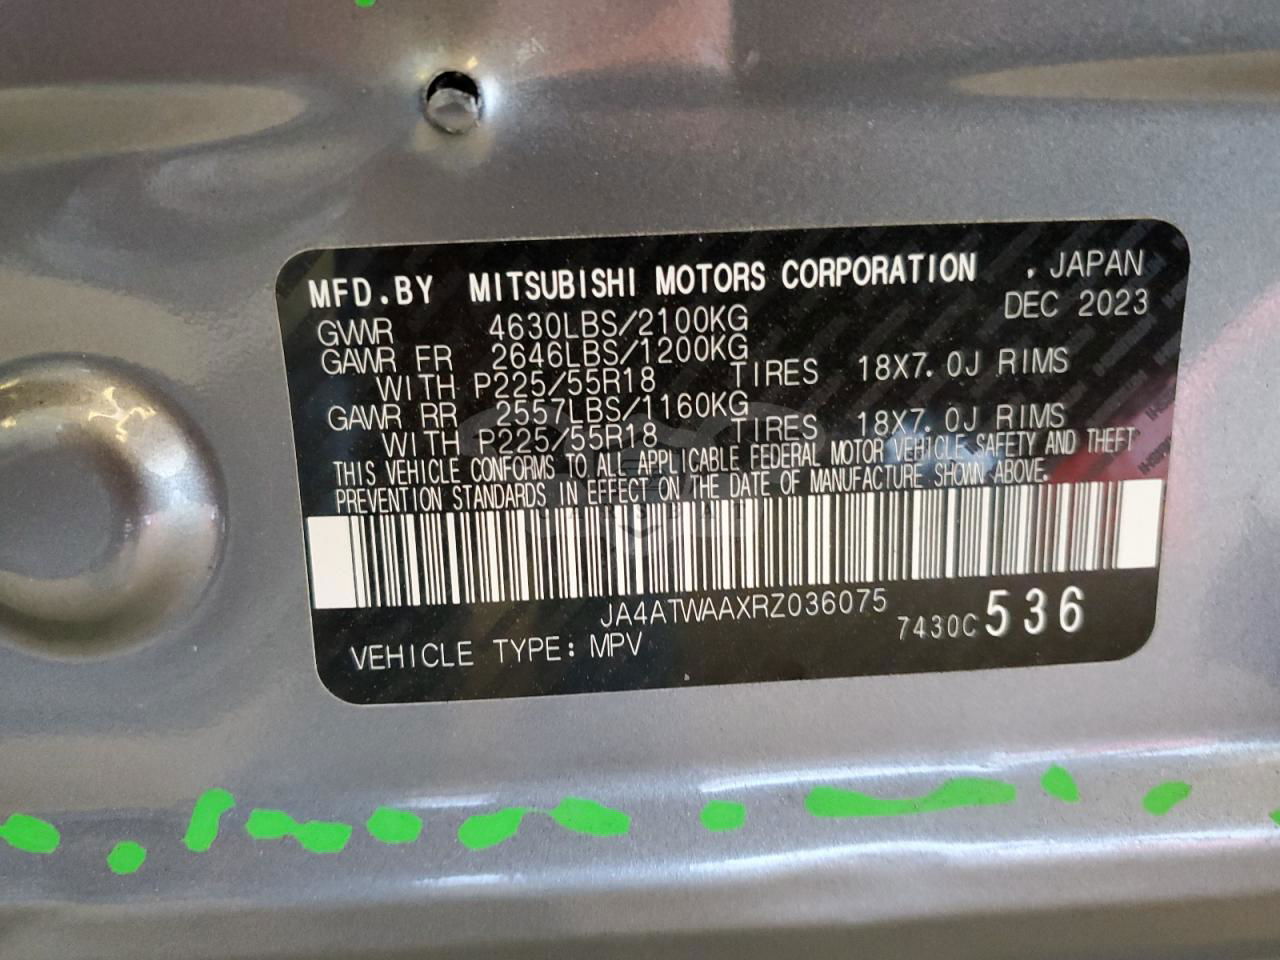 MFD.BY MITSUBISHI MOTORS CORPORATION . JAPAN
DEC 2023
GWR 4630LBS/2100KG
GAWR FR 2646LBS/1200KG
WITH P225/55R18 TIRES 18X7.0J RIMS
GAWR RR 2557LBS/1160KG
WITH P225/55R18 TIRES 18X7.0J RIMS
THIS VEHICLE CONFORMS TO ALL APPLICABLE FEDERAL MOTOR VEHICLE SAFETY AND THEFT
PREVENTION STANDARDS IN EFFECT ON THE DATE OF MANUFACTURE SHOWN ABOVE.
JA4ATWAAXRZ036075
7430C 536
VEHICLE TYPE: MPV